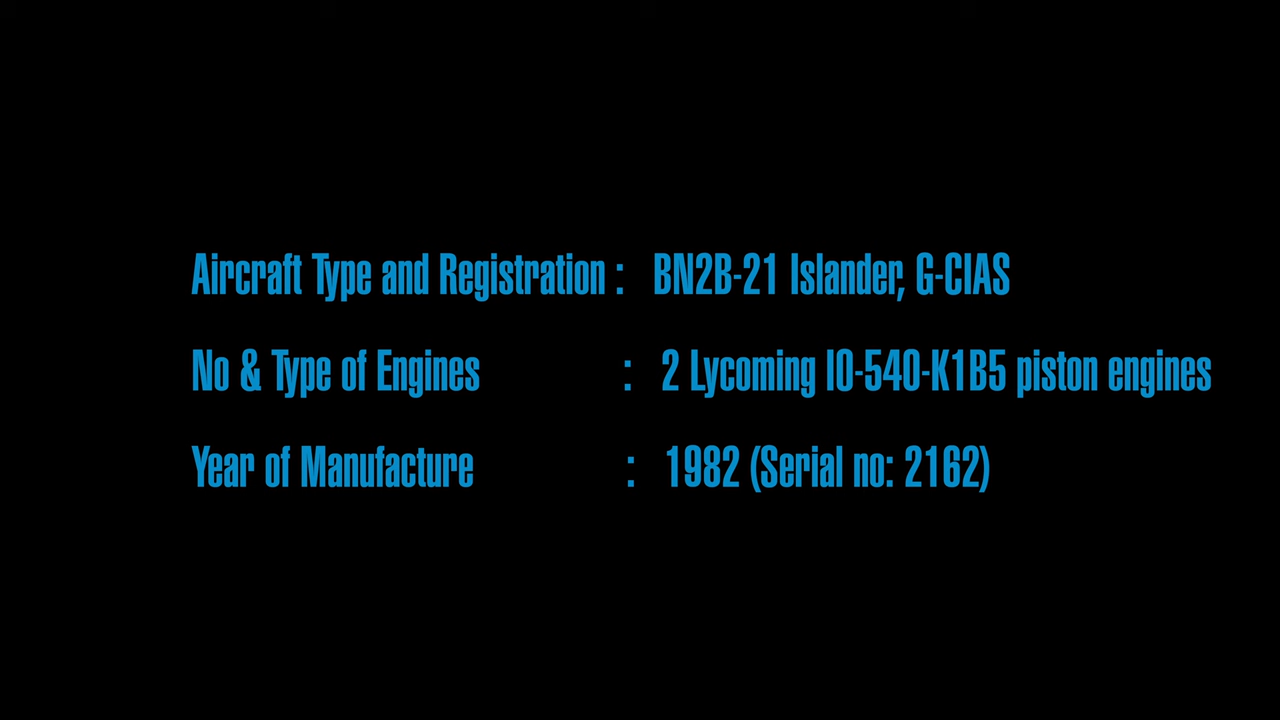 Aircraft Type and Registration : BN2B-21 Islander, G-CIAS
No & Type of Engines : 2 Lycoming IO-540-K1B5 piston engines
Year of Manufacture : 1982 (Serial no: 2162)